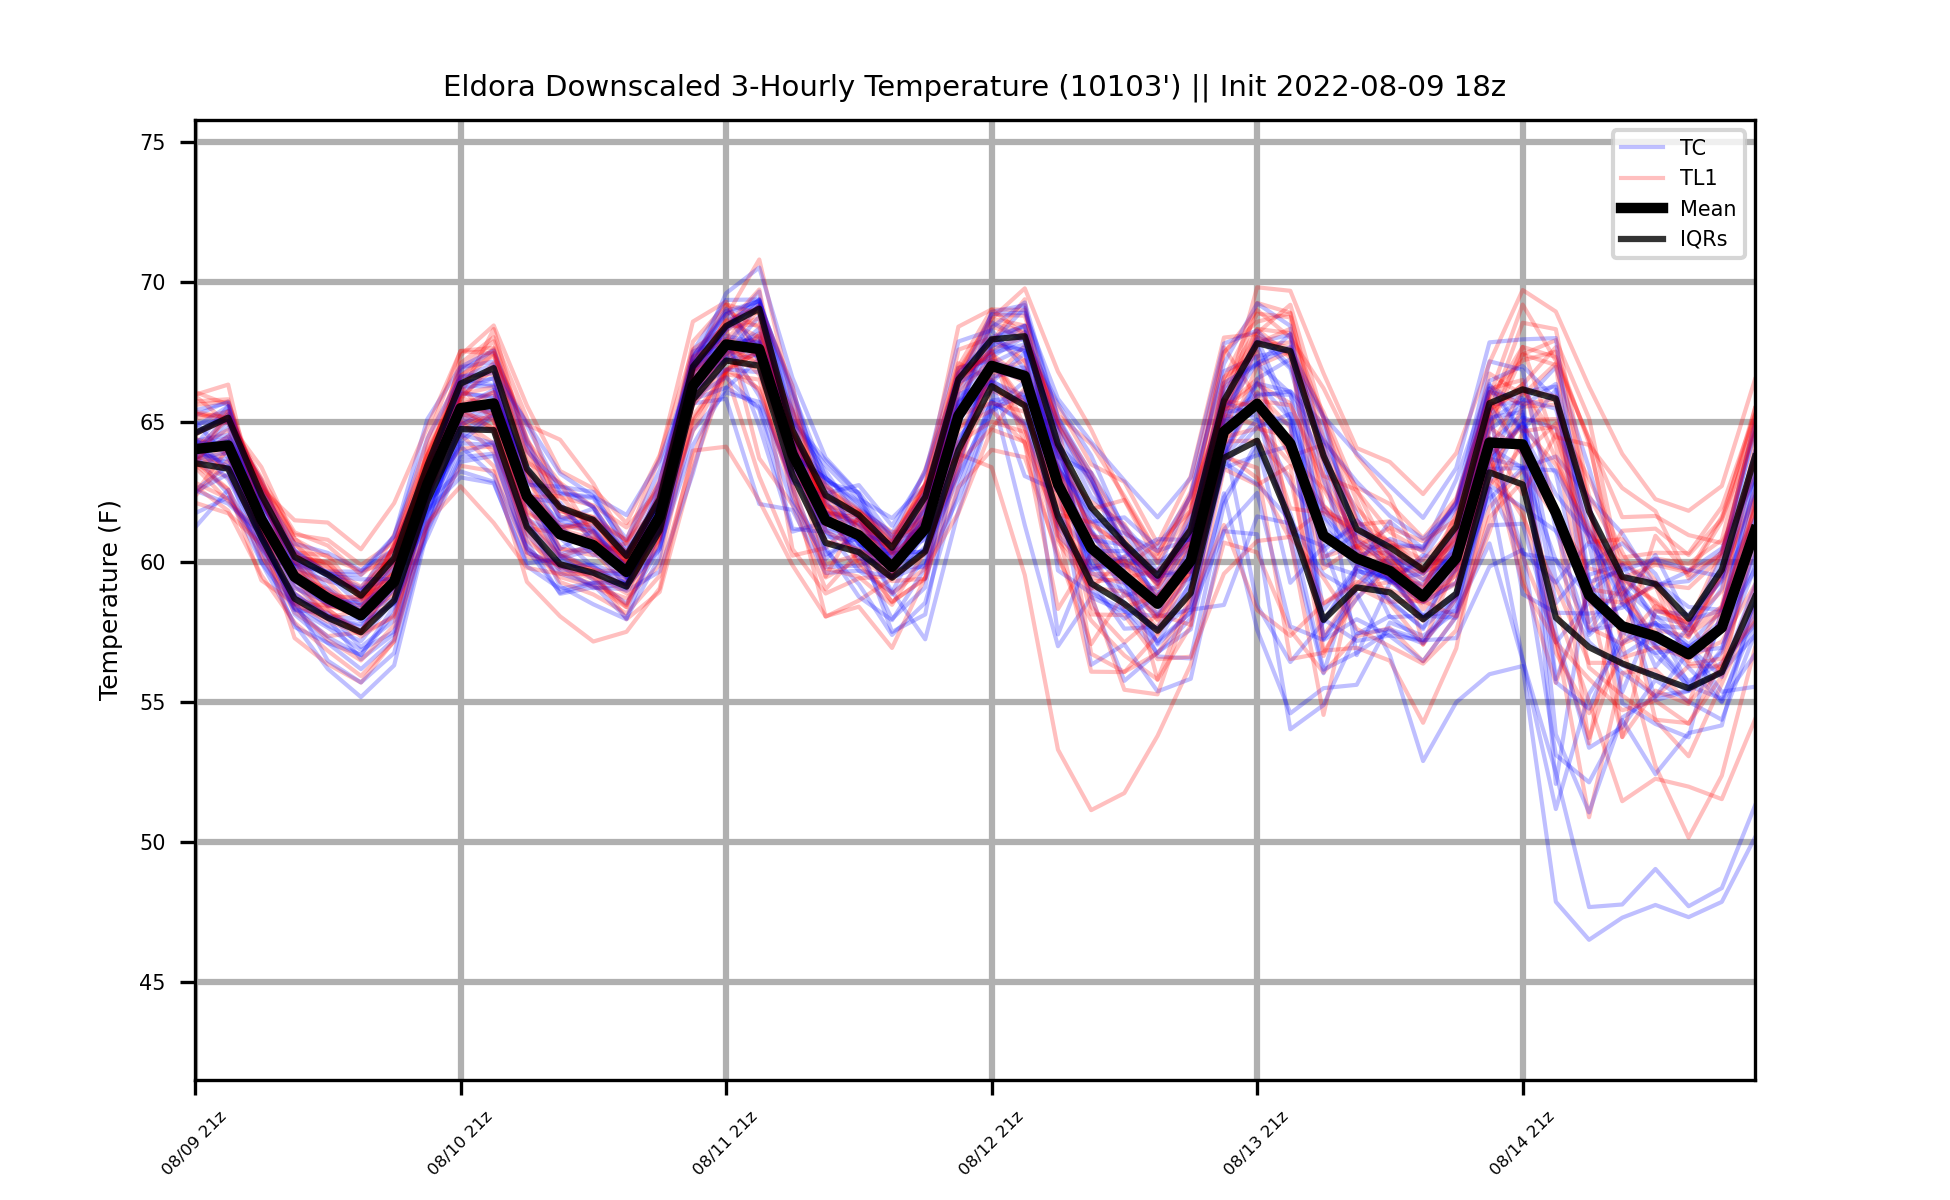 Eldora Downscaled 3-Hourly Temperature (10103') || Init 2022-08-09 18z
TC
TL1
Mean
IQRs
Temperature (F)
75
70
65
60
55
50
45
08/09 21z
08/10 21z
08/11 21z
08/12 21z
08/13 21z
08/14 21z